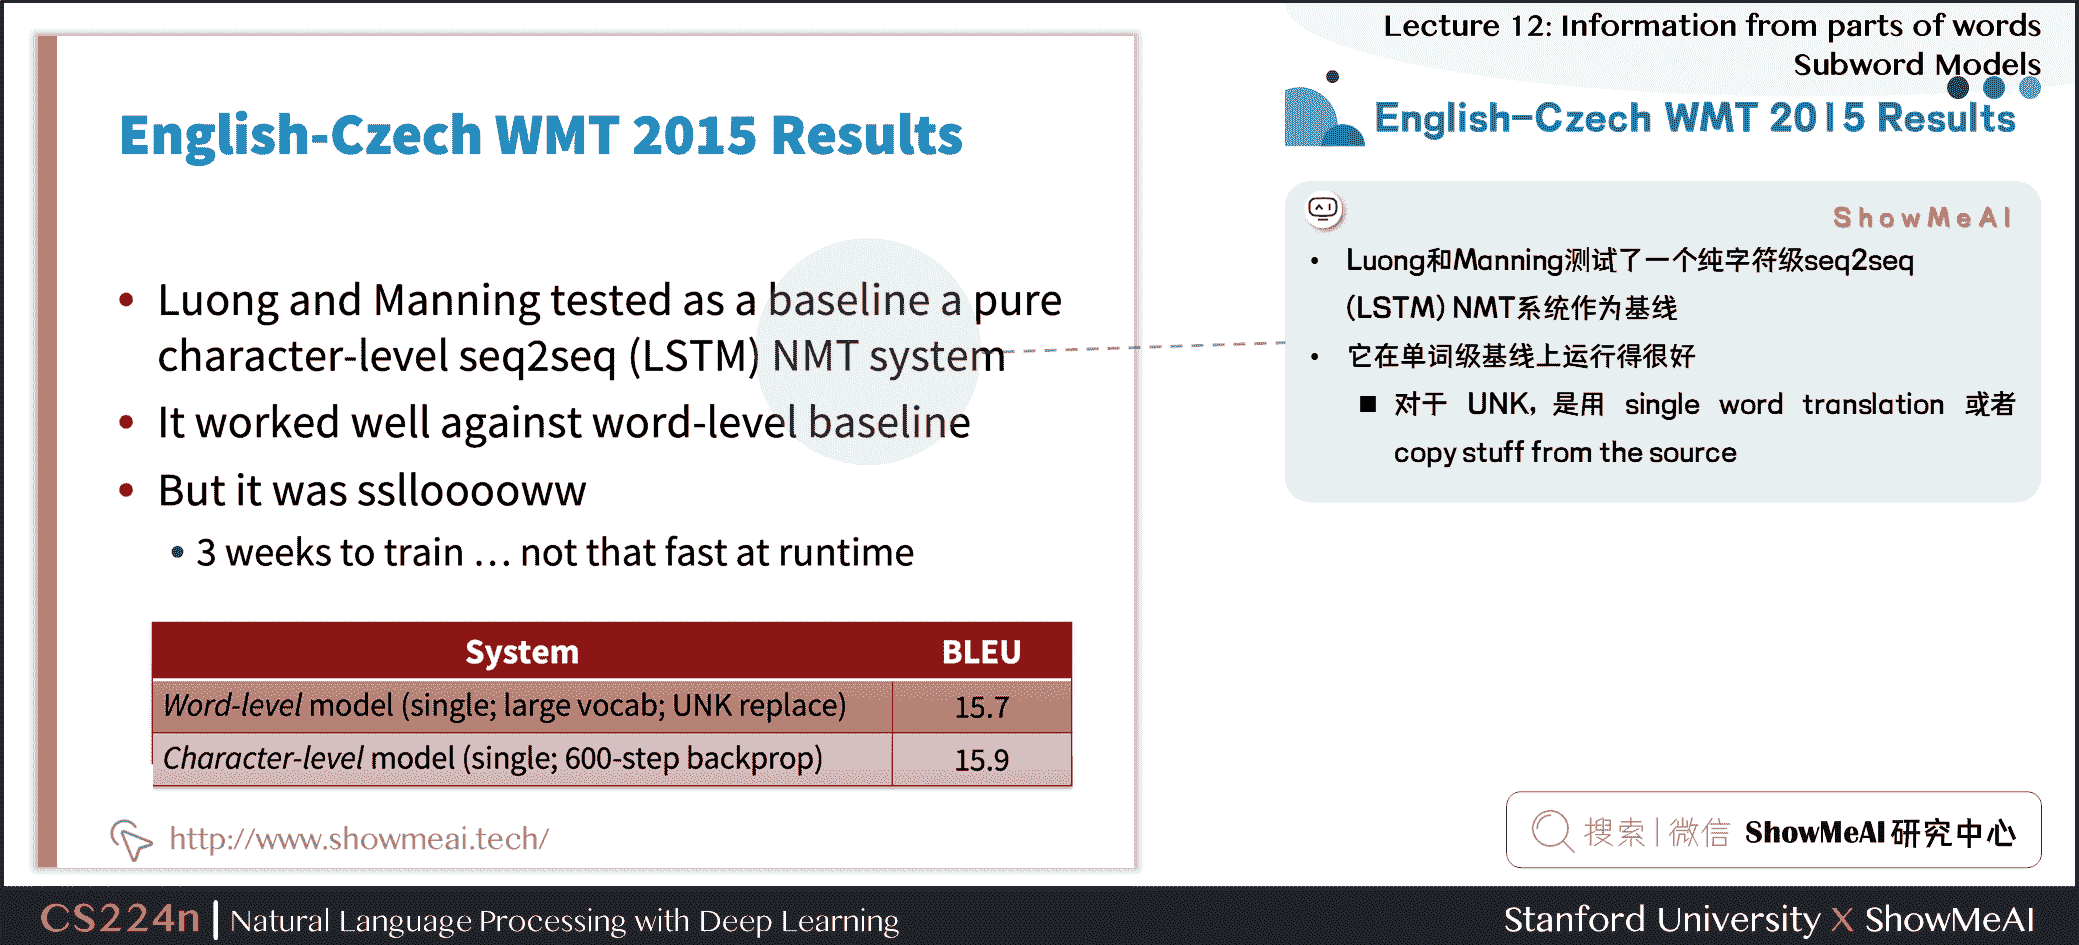 Lecture 12: Information from parts of words
Subword Models
English-Czech WMT 2015 Results
• Luong and Manning tested as a baseline a pure
character-level seq2seq (LSTM) NMT system
• It worked well against word-level baseline
• But it was ssllooooww
• 3 weeks to train … not that fast at runtime
System BLEU
Word-level model (single; large vocab; UNK replace) 15.7
Character-level model (single; 600-step backprop) 15.9
http://www.showmeai.tech/
English-Czech WMT 2015 Results
ShowMeAI
• Luong和Manning测试了一个纯字符级seq2seq
(LSTM) NMT系统作为基线
• 它在单词级基线上运行得很好
■ 对于 UNK，是用 single word translation 或者
copy stuff from the source
搜索|微信 ShowMeAI研究中心
CS224n | Natural Language Processing with Deep Learning
Stanford University X ShowMeAI